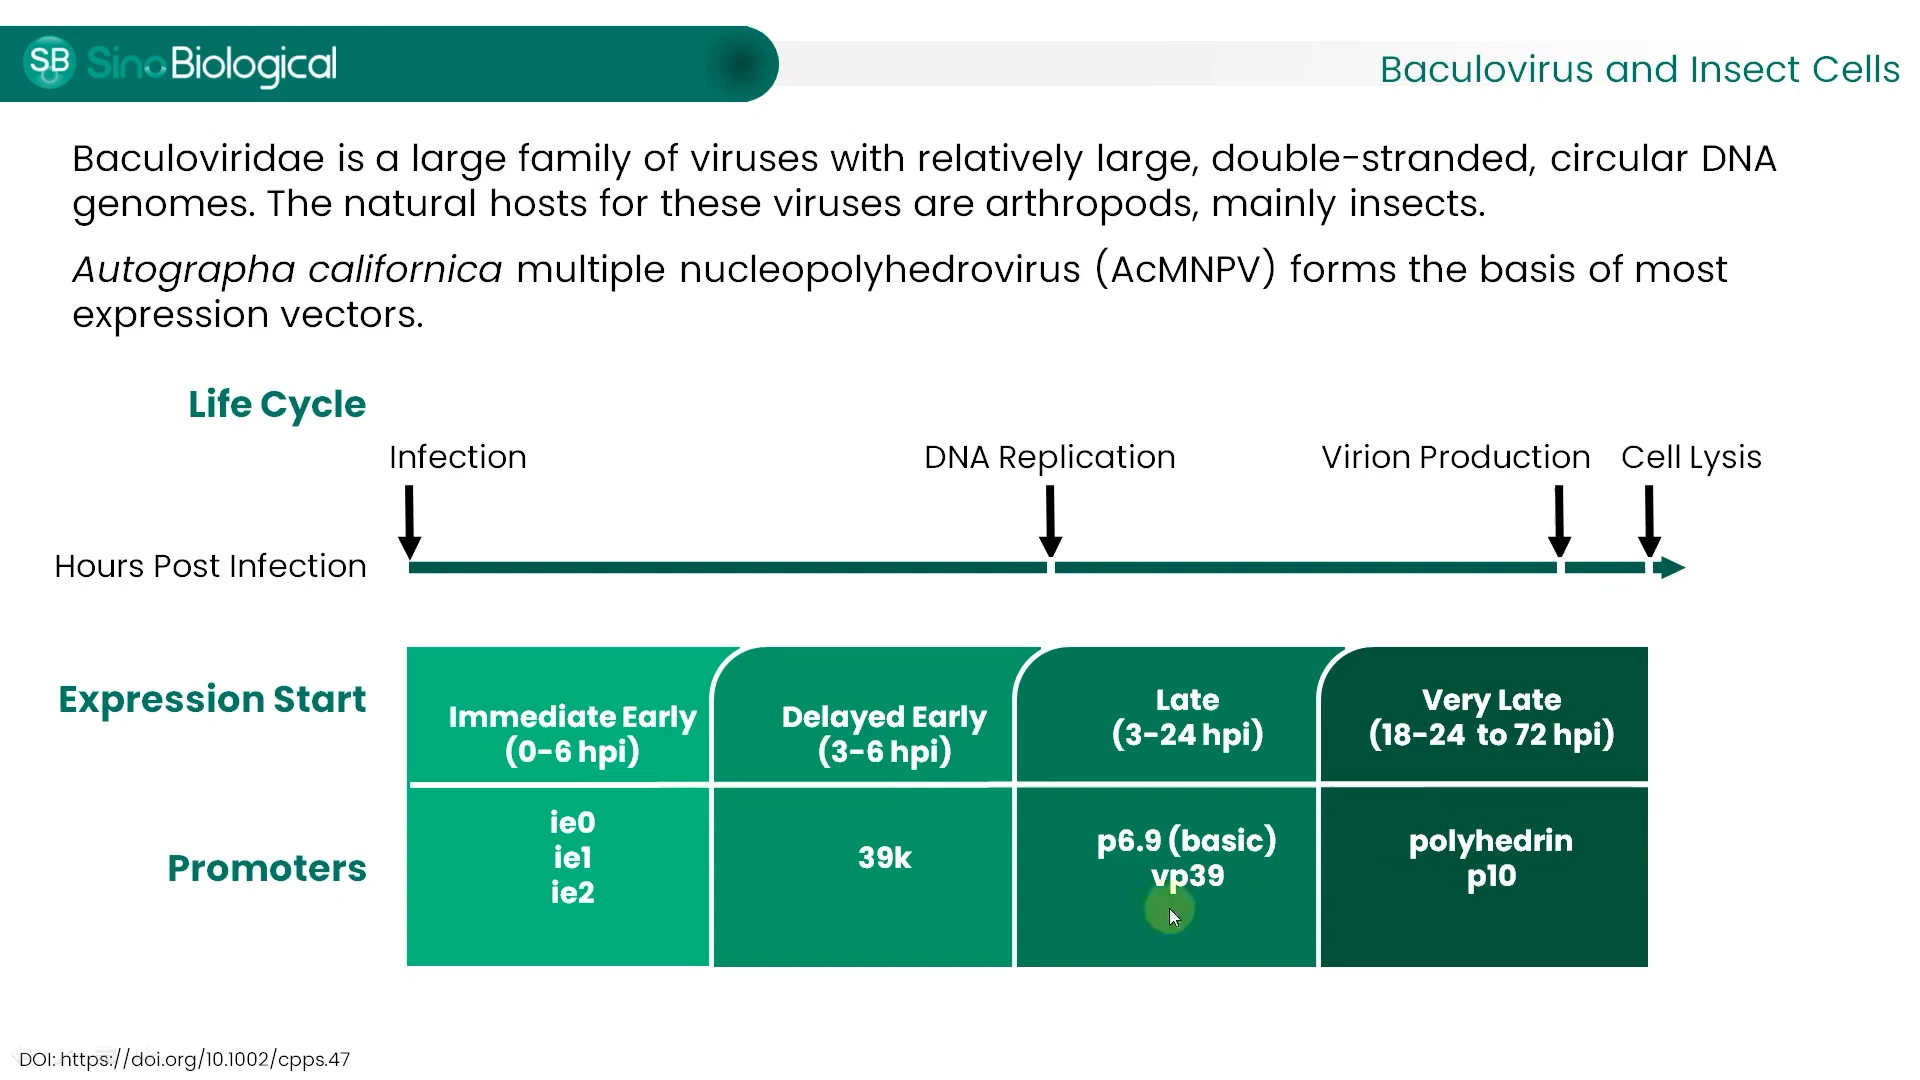 SB SinoBiological
Baculovirus and Insect Cells
Baculoviridae is a large family of viruses with relatively large, double-stranded, circular DNA
genomes. The natural hosts for these viruses are arthropods, mainly insects.
Autographa californica multiple nucleopolyhedrovirus (AcMNPV) forms the basis of most
expression vectors.
Life Cycle
Infection
DNA Replication
Virion Production
Cell Lysis
Hours Post Infection
Expression Start
Immediate Early
(0-6 hpi)
Delayed Early
(3-6 hpi)
Late
(3-24 hpi)
Very Late
(18-24 to 72 hpi)
Promoters
ie0
ie1
ie2
39k
p6.9 (basic)
vp39
polyhedrin
p10
DOI: https://doi.org/10.1002/cpps.47